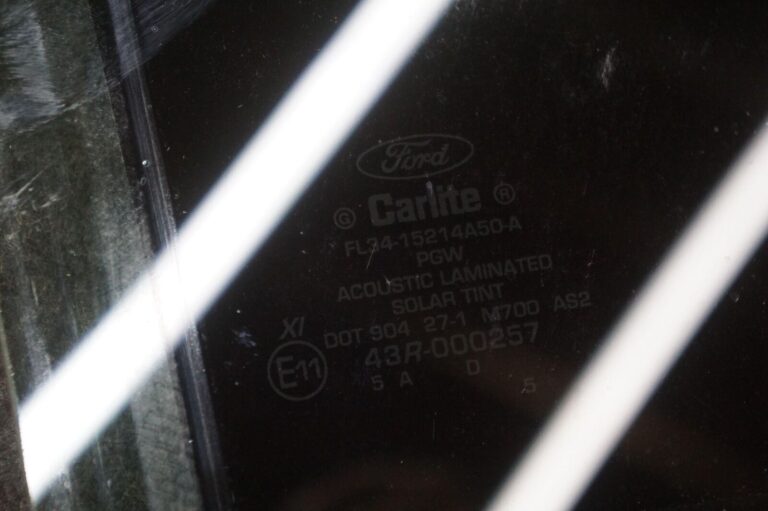 Ford
G Carlite ®
FL34-15214A50-A
PGW
ACOUSTIC LAMINATED
SOLAR TINT
DOT 904 27-1 M700 AS2
XI
E11 43R-000257
5 A D 5